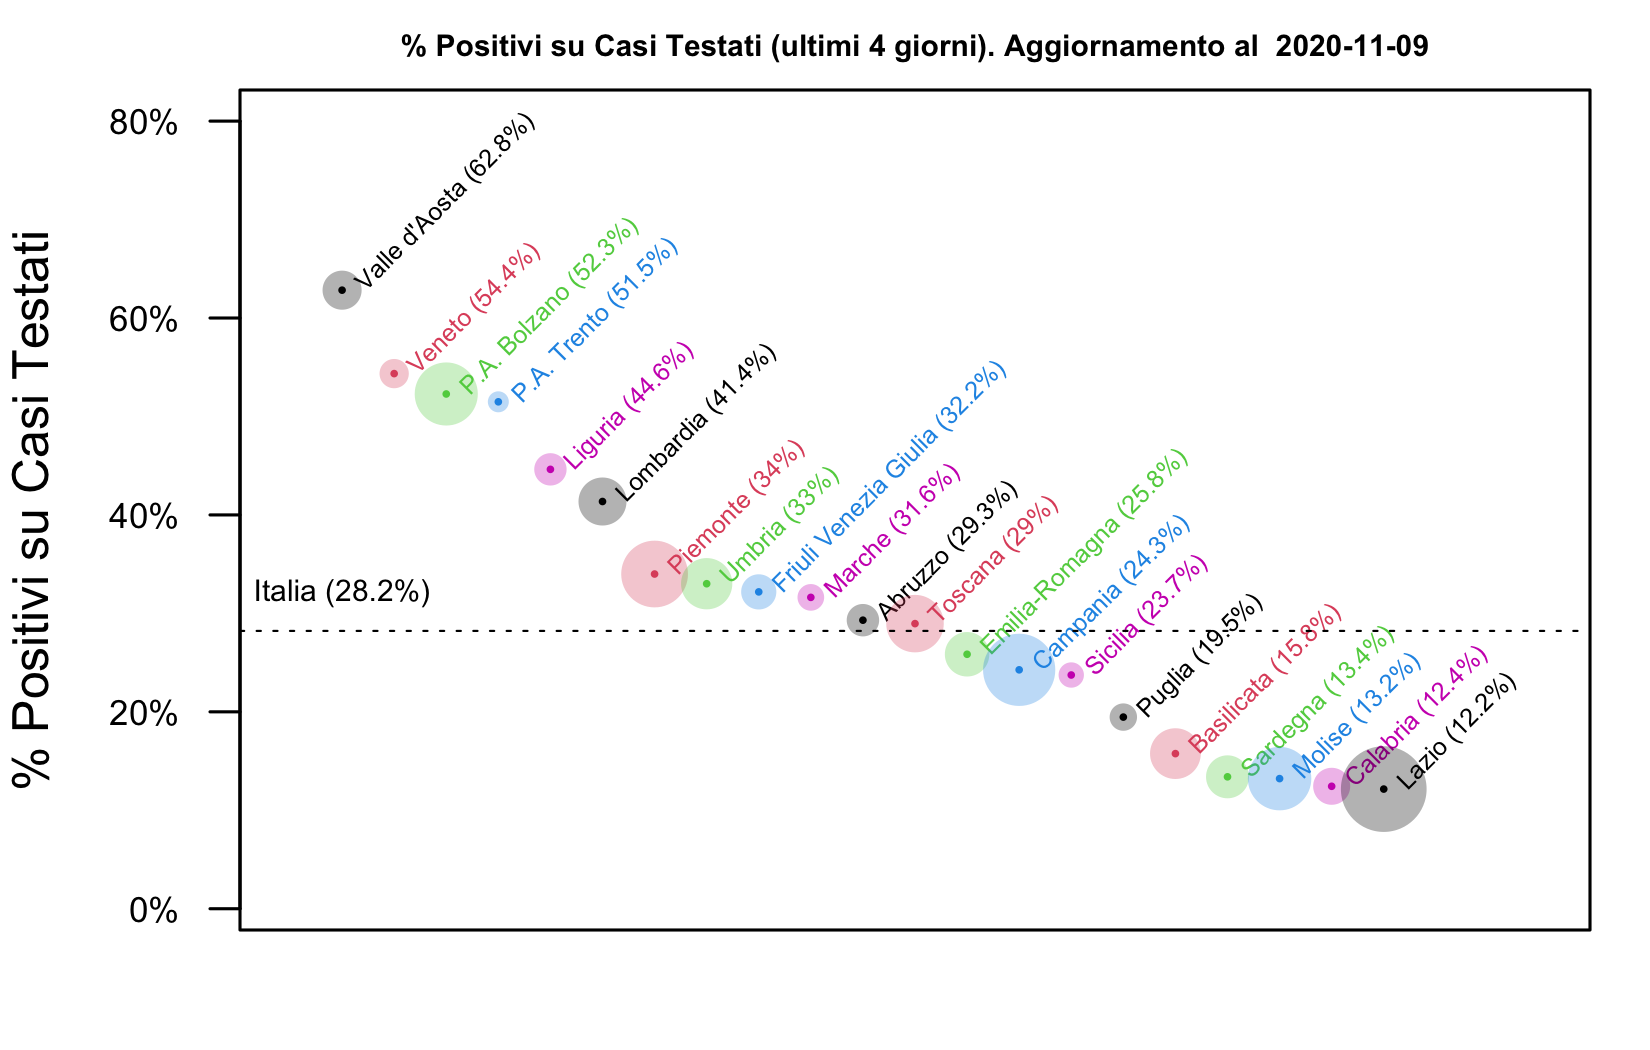 % Positivi su Casi Testati (ultimi 4 giorni). Aggiornamento al  2020-11-09
% Positivi su Casi Testati
80%
60%
40%
20%
0%
Valle d'Aosta (62.8%)
Veneto (54.4%)
P.A. Bolzano (52.3%)
P.A. Trento (51.5%)
Liguria (44.6%)
Lombardia (41.4%)
Piemonte (34%)
Umbria (33%)
Friuli Venezia Giulia (32.2%)
Marche (31.6%)
Abruzzo (29.3%)
Toscana (29%)
Italia (28.2%)
Emilia-Romagna (25.8%)
Campania (24.3%)
Sicilia (23.7%)
Puglia (19.5%)
Basilicata (15.8%)
Sardegna (13.4%)
Molise (13.2%)
Calabria (12.4%)
Lazio (12.2%)